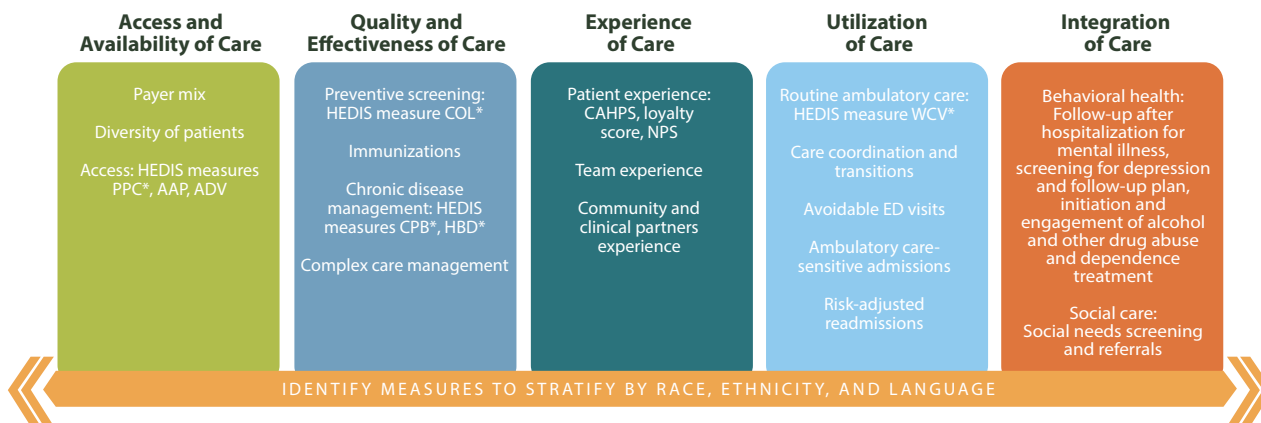 Access and
Availability of Care
Payer mix
Diversity of patients
Access: HEDIS measures
PPC*, AAP, ADV
Quality and
Effectiveness of Care
Preventive screening:
HEDIS measure COL*
Immunizations
Chronic disease
management: HEDIS
measures CPB*, HBD*
Complex care management
Experience
of Care
Patient experience:
CAHPS, loyalty
score, NPS
Team experience
Community and
clinical partners
experience
Utilization
of Care
Routine ambulatory care:
HEDIS measure WCV*
Care coordination and
transitions
Avoidable ED visits
Ambulatory care-
sensitive admissions
Risk-adjusted
readmissions
Integration
of Care
Behavioral health:
Follow-up after
hospitalization for
mental illness,
screening for depression
and follow-up plan,
initiation and
engagement of alcohol
and other drug abuse
and dependence
treatment
Social care:
Social needs screening
and referrals
IDENTIFY MEASURES TO STRATIFY BY RACE, ETHNICITY, AND LANGUAGE